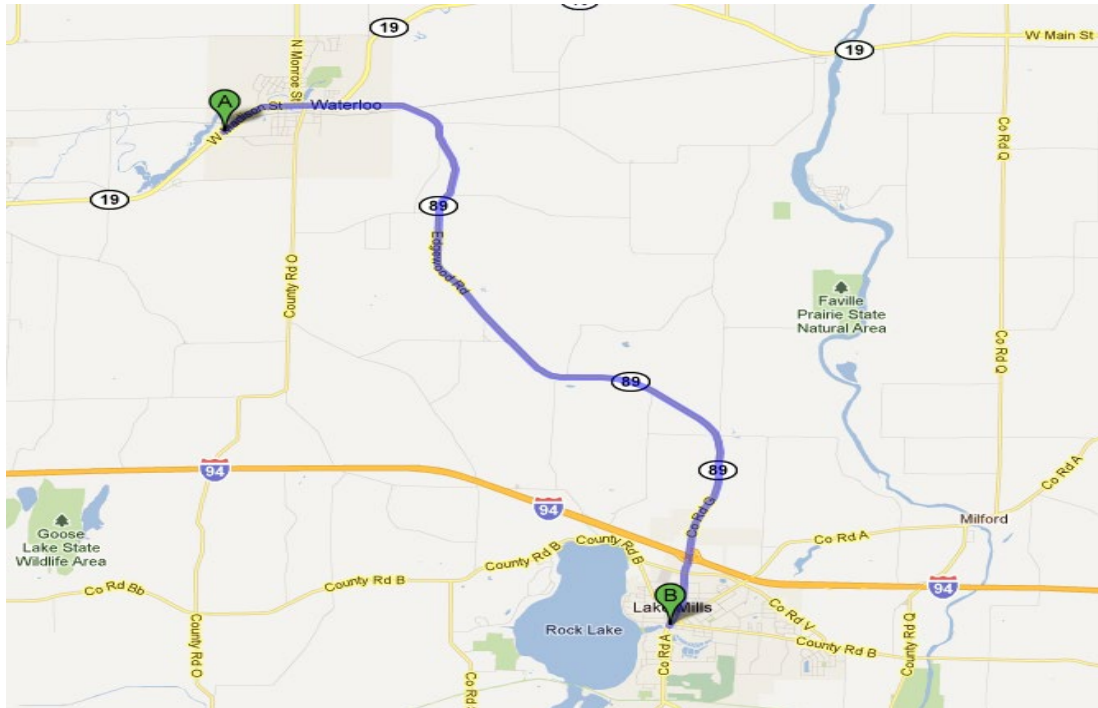 19
19
W Main St
19
N Monroe St
A
W Madison St
Waterloo
Co Rd Q
19
89
Edgewood Rd
County Rd O
Faville
Prairie State
Natural Area
Co Rd Q
89
94
89
Co Rd A
94
Co Rd G
Milford
Goose
Lake State
Wildlife Area
County Rd B
County Rd B
County Rd B
Co Rd A
Co Rd Bb
County Rd B
94
B
Lake Mills
Rock Lake
Co Rd V
County Rd O
Co Rd A
County Rd B
County Rd Q